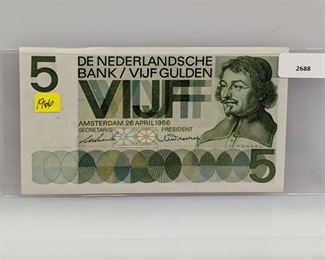 5
DE NEDERLANDSCHE
BANK / VIJF GULDEN
VIJF
AMSTERDAM 26 APRIL 1966
SECRETARIS PRESIDENT
5
1966
2688